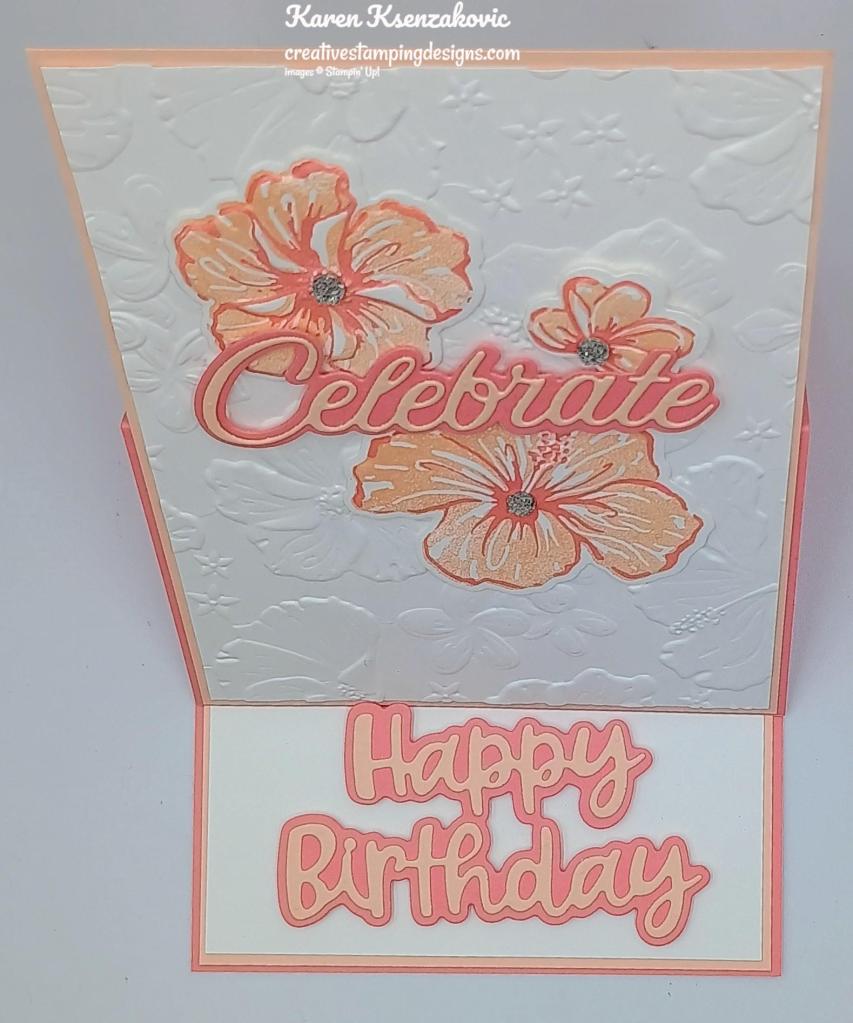 Karen Ksenzakovic
creativestampingdesigns.com
Images © Stampin' Up!
Celebrate
Happy
Birthday